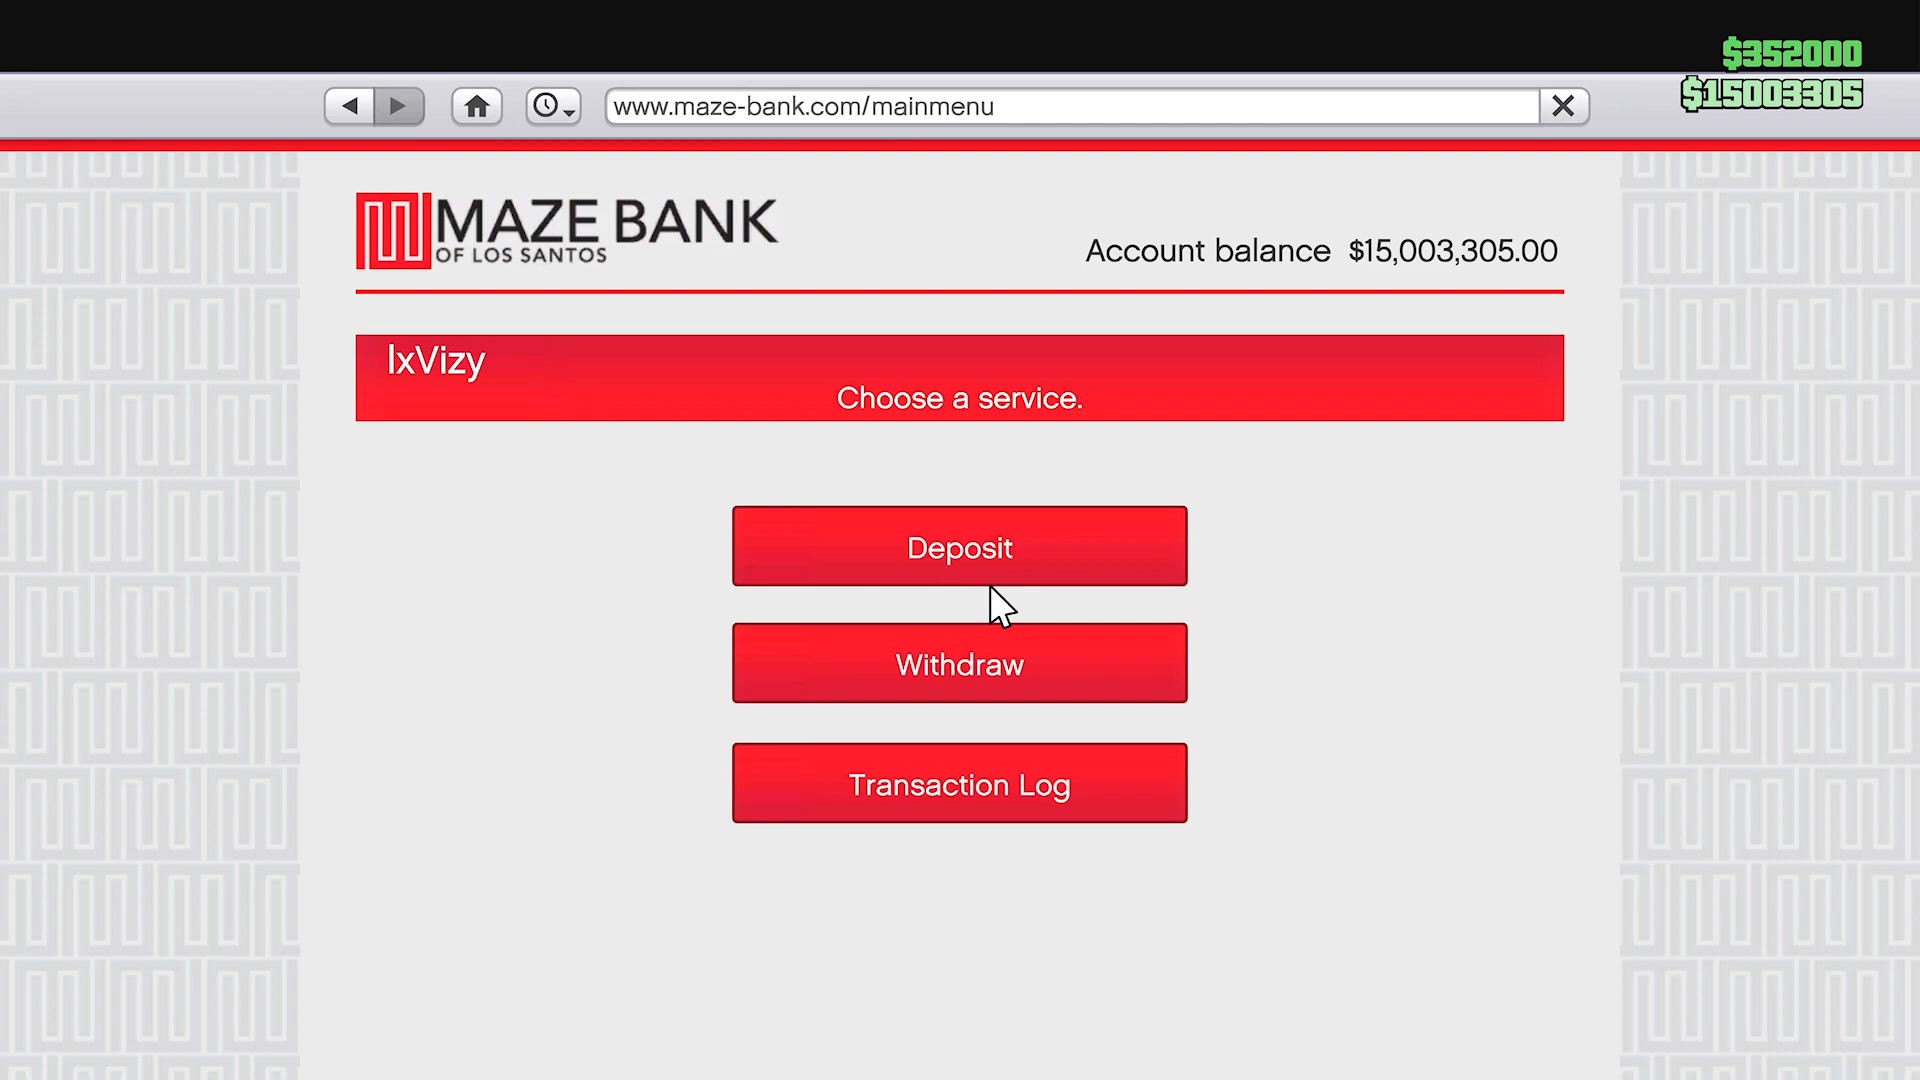 $352000
$15003305
www.maze-bank.com/mainmenu
MAZE BANK
OF LOS SANTOS
Account balance $15,003,305.00
lxVizy
Choose a service.
Deposit
Withdraw
Transaction Log